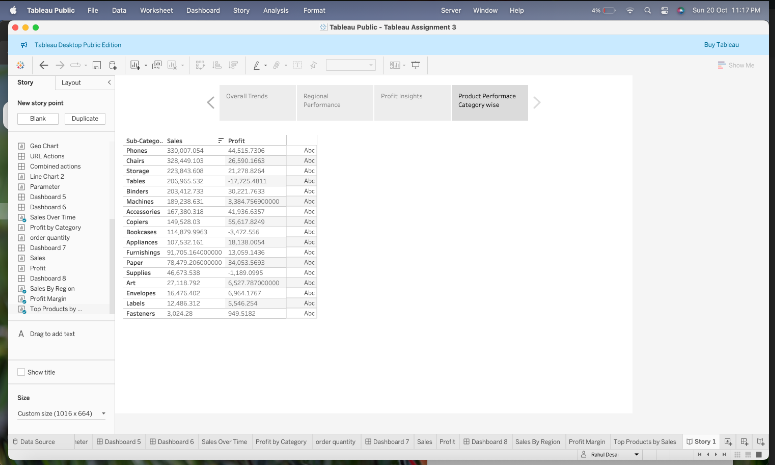 Tableau Public File Data Worksheet Dashboard Story Analysis Format Server Window Help 4% Sun 20 Oct 11:17 PM
Tableau Public - Tableau Assignment 3
Tableau Desktop Public Edition Buy Tableau
Show Me
Story Layout
New story point
Blank Duplicate
Geo Chart
URL Actions
Combined actions
Line Chart 2
Parameter
Dashboard 5
Dashboard 6
Sales Over Time
Profit by Category
order quantity
Dashboard 7
Sales
Profit
Dashboard 8
Sales By Region
Profit Margin
Top Products by ...
A Drag to add text
Show title
Size
Custom size (1016 x 664)
Overall Trends
Regional Performance
Profit Insights
Product Performace Category wise
Sub-Catego.. Sales Profit
Phones 330,007.054 44,515.7306 Abc
Chairs 328,449.103 26,590.1663 Abc
Storage 223,843.608 21,278.8264 Abc
Tables 206,965.532 -17,725.4811 Abc
Binders 203,412.733 30,221.7633 Abc
Machines 189,238.631 3,384.756900000 Abc
Accessories 167,380.318 41,936.6357 Abc
Copiers 149,528.03 55,617.8249 Abc
Bookcases 114,879.9963 -3,472.556 Abc
Appliances 107,532.161 18,138.0054 Abc
Furnishings 91,705.164000000 13,059.1436 Abc
Paper 78,479.206000000 34,053.5693 Abc
Supplies 46,673.538 -1,189.0995 Abc
Art 27,118.792 6,527.787000000 Abc
Envelopes 16,476.402 6,964.1767 Abc
Labels 12,486.312 5,546.254 Abc
Fasteners 3,024.28 949.5182 Abc
Data Source neter Dashboard 5 Dashboard 6 Sales Over Time Profit by Category order quantity Dashboard 7 Sales Profit Dashboard 8 Sales By Region Profit Margin Top Products by Sales Story 1
Rahul Desai